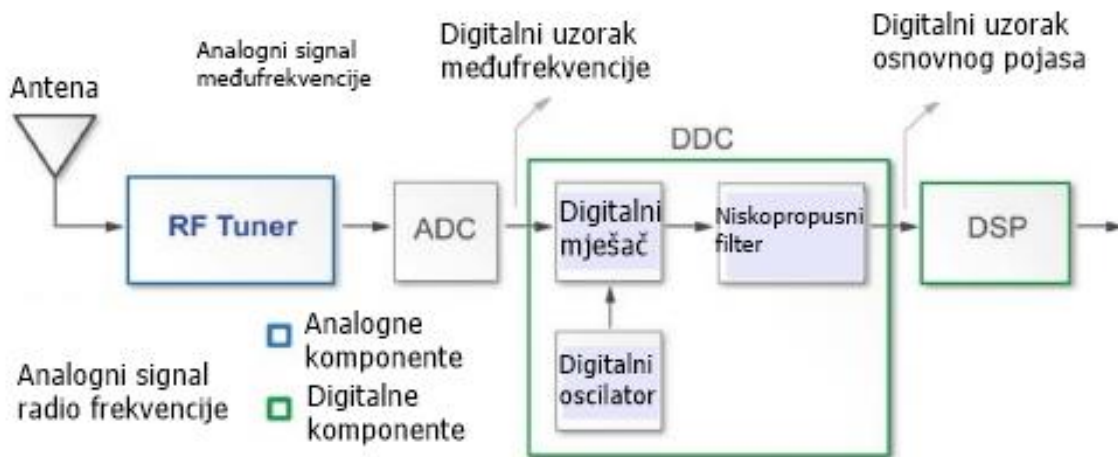 Antena
Analogni signal
međufrekvencije
Digitalni uzorak
međufrekvencije
Digitalni uzorak
osnovnog pojasa
RF Tuner
ADC
DDC
Digitalni
mješač
Niskopropusni
filter
DSP
Digitalni
oscilator
Analogni signal
radio frekvencije
Analogne
komponente
Digitalne
komponente